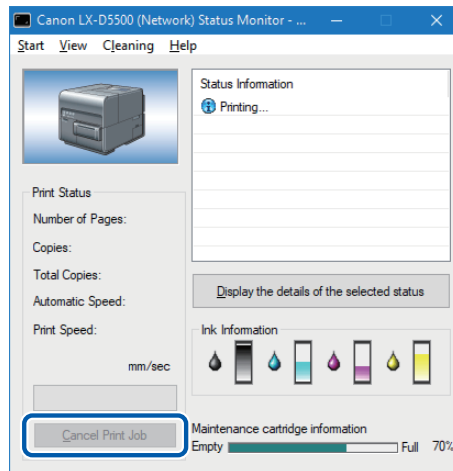 Canon LX-D5500 (Network) Status Monitor - ...
Start View Cleaning Help
Status Information
Printing...
Print Status
Number of Pages:
Copies:
Total Copies:
Automatic Speed:
Print Speed:
mm/sec
Cancel Print Job
Display the details of the selected status
Ink Information
Maintenance cartridge information
Empty Full 70%